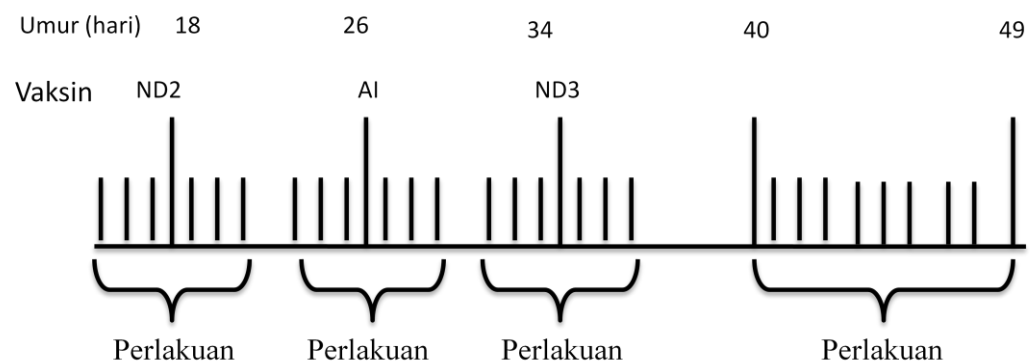 Umur (hari) 18 26 34 40 49
Vaksin ND2 AI ND3
Perlakuan Perlakuan Perlakuan Perlakuan